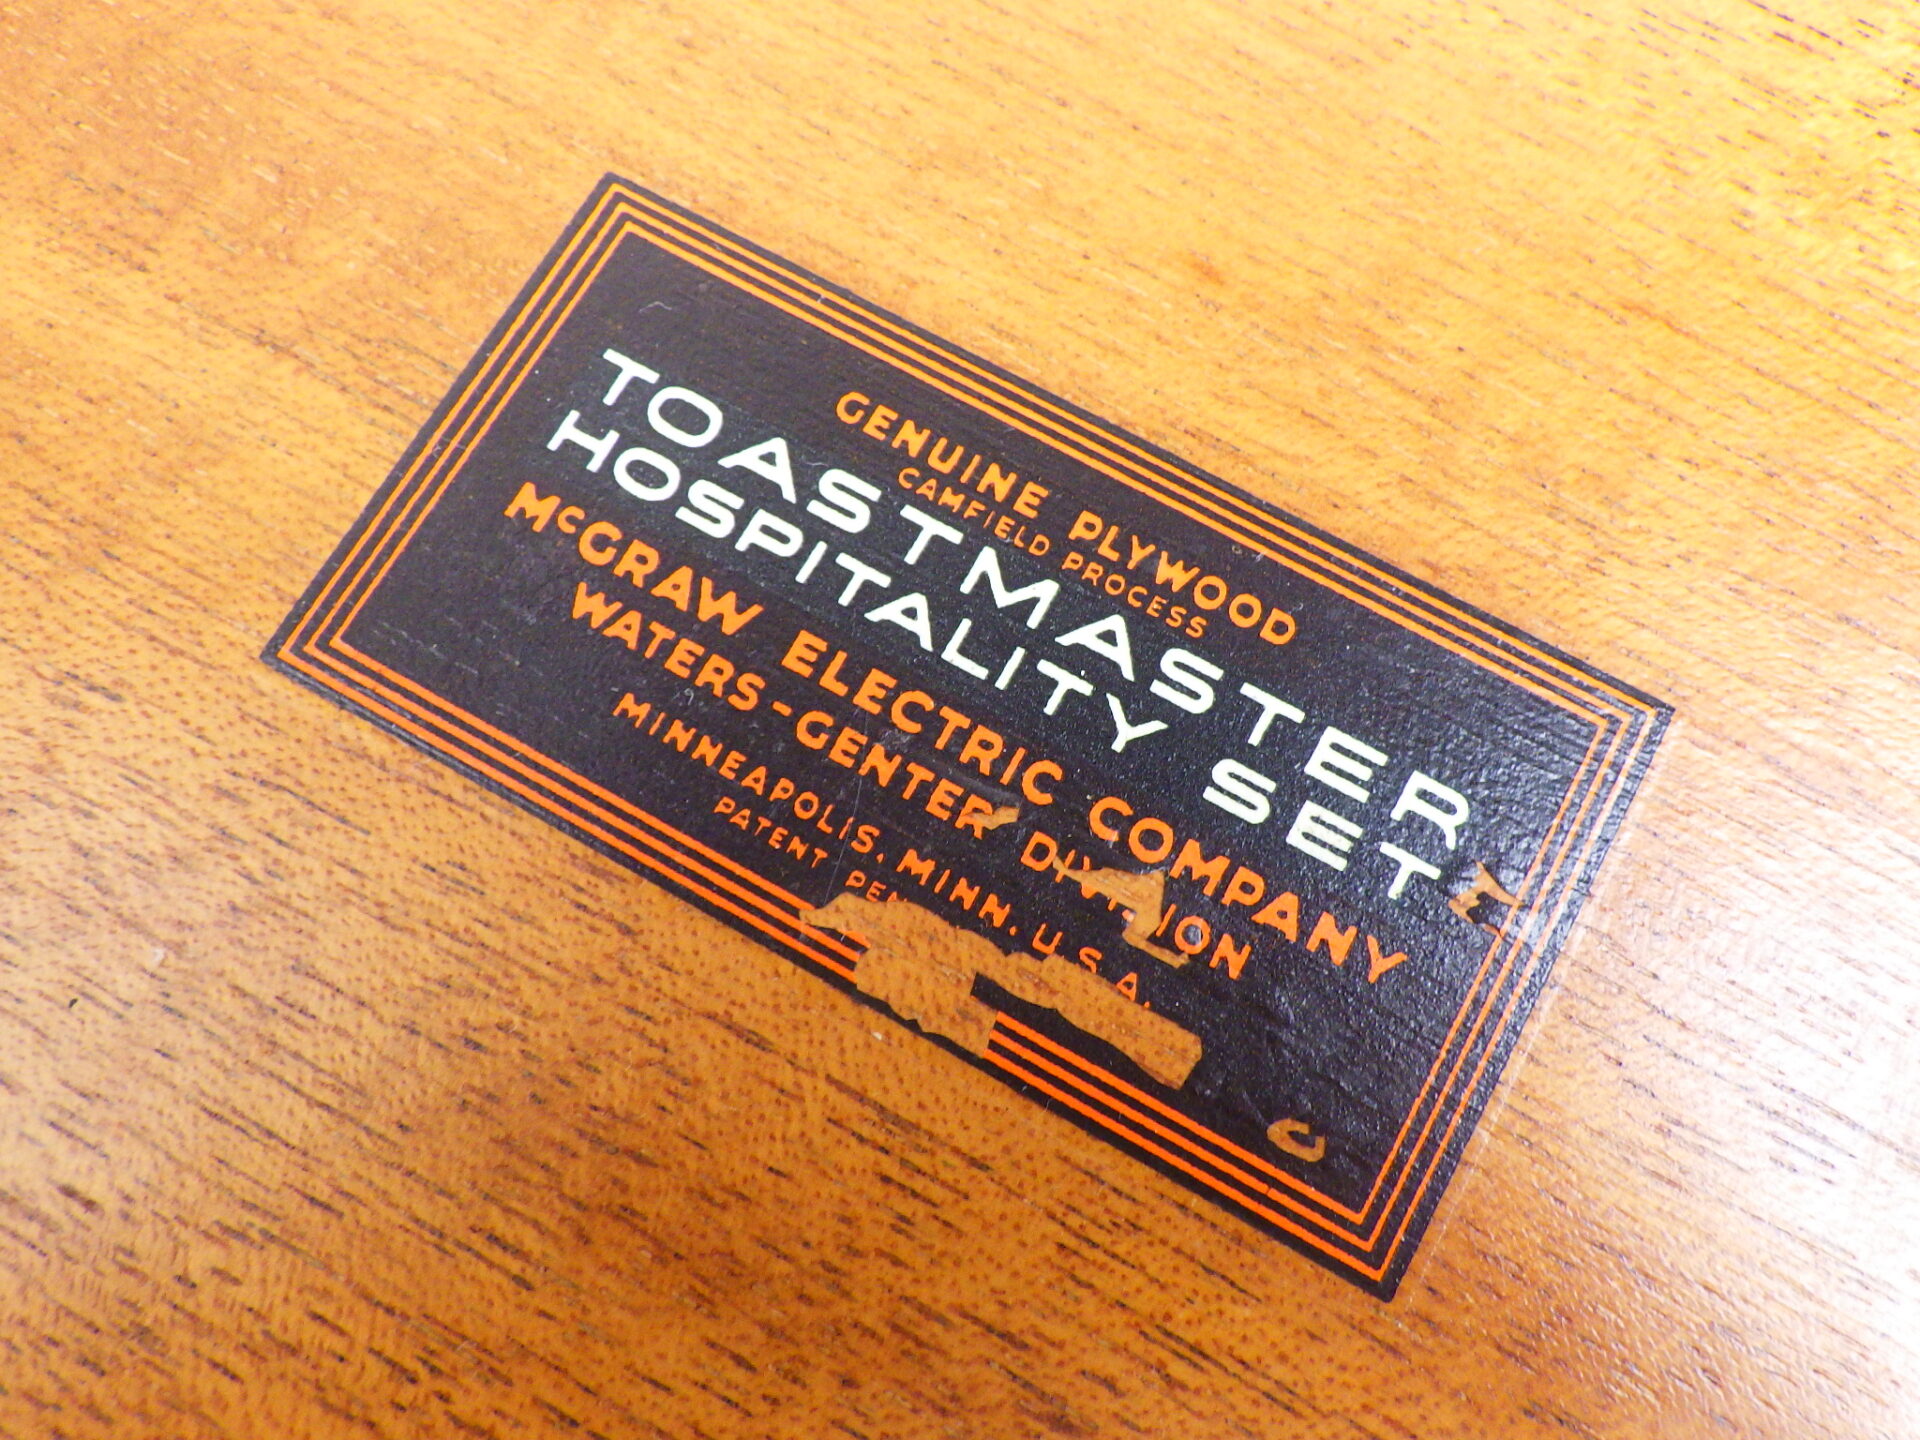 GENUINE PLYWOOD
CAMFIELD PROCESS
TOASTMASTER
HOSPITALITY SET
McGRAW ELECTRIC COMPANY
WATERS-GENTER DIVISION
MINNEAPOLIS, MINN. U.S.A.
PATENT